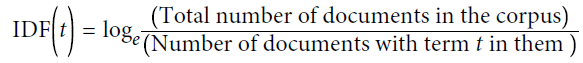 IDF(t) = log_e (Total number of documents in the corpus) / (Number of documents with term t in them )